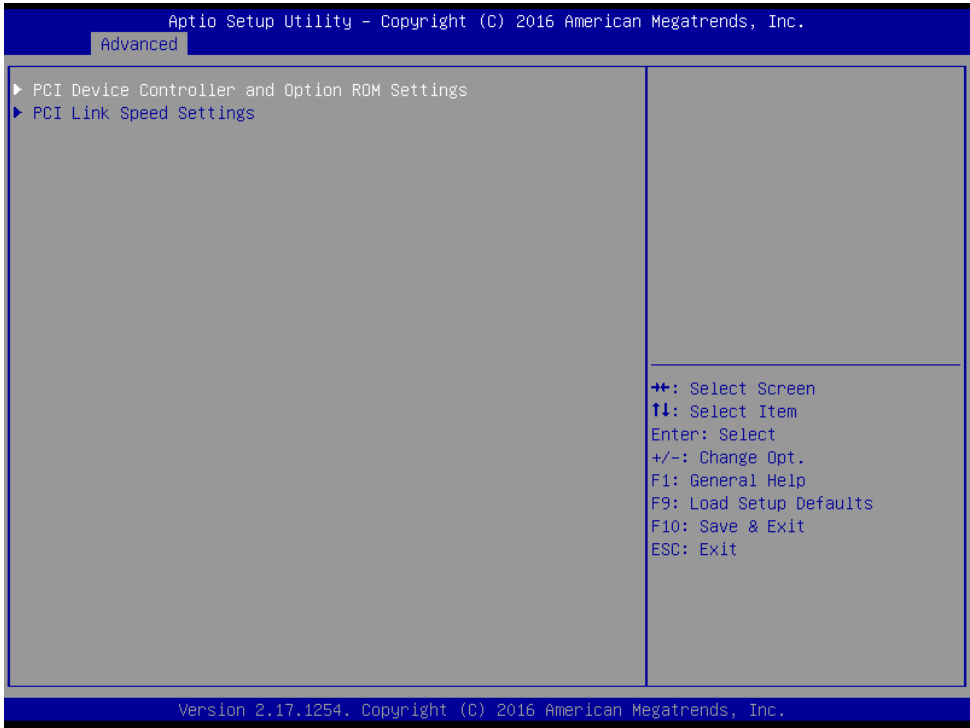 Aptio Setup Utility – Copyright (C) 2016 American Megatrends, Inc.
Advanced
▶ PCI Device Controller and Option ROM Settings
▶ PCI Link Speed Settings
→←: Select Screen
↑↓: Select Item
Enter: Select
+/-: Change Opt.
F1: General Help
F9: Load Setup Defaults
F10: Save & Exit
ESC: Exit
Version 2.17.1254. Copyright (C) 2016 American Megatrends, Inc.